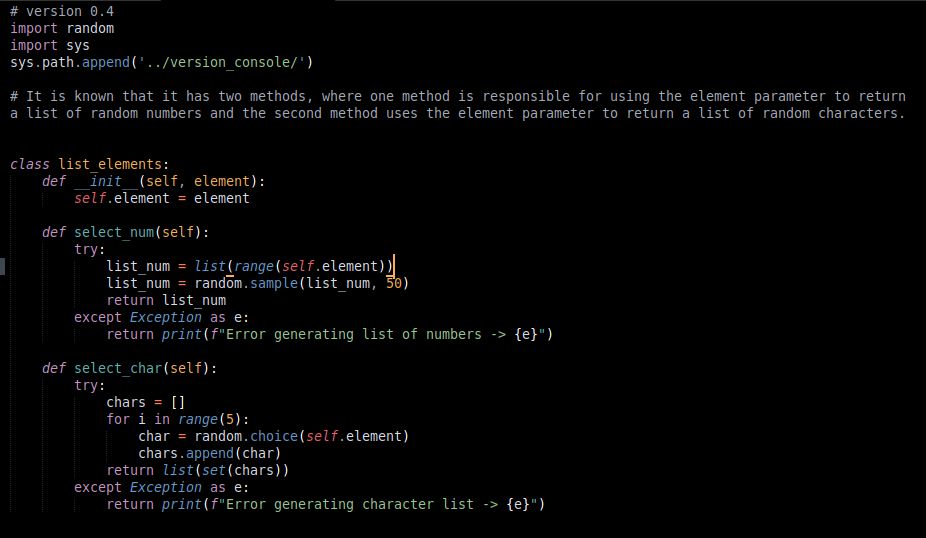 # version 0.4
import random
import sys
sys.path.append('../version_console/')
# It is known that it has two methods, where one method is responsible for using the element parameter to return
a list of random numbers and the second method uses the element parameter to return a list of random characters.
class list_elements:
    def __init__(self, element):
        self.element = element
    def select_num(self):
        try:
            list_num = list(range(self.element))
            list_num = random.sample(list_num, 50)
            return list_num
        except Exception as e:
            return print(f"Error generating list of numbers -> {e}")
    def select_char(self):
        try:
            chars = []
            for i in range(5):
                char = random.choice(self.element)
                chars.append(char)
            return list(set(chars))
        except Exception as e:
            return print(f"Error generating character list -> {e}")